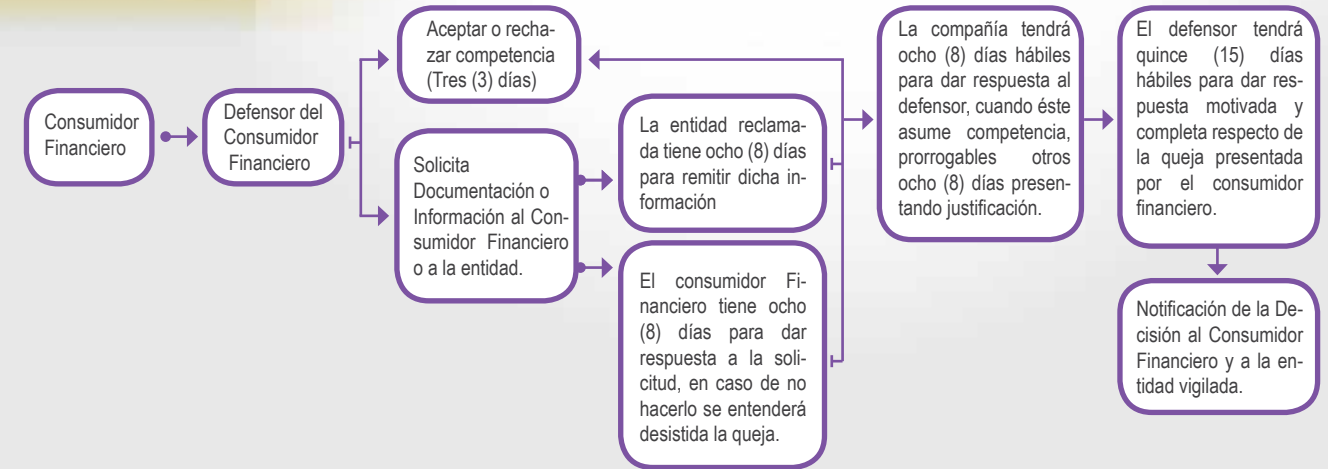 Consumidor
Financiero
Defensor del
Consumidor
Financiero
Aceptar o recha-
zar competencia
(Tres (3) días)
Solicita
Documentación o
Información al Con-
sumidor Financiero
o a la entidad.
La entidad reclama-
da tiene ocho (8) días
para remitir dicha in-
formación
El consumidor Fi-
nanciero tiene ocho
(8) días para dar
respuesta a la soli-
citud, en caso de no
hacerlo se entenderá
desistida la queja.
La compañía tendrá
ocho (8) días hábiles
para dar respuesta al
defensor, cuando éste
asume competencia,
prorrogables otros
ocho (8) días presen-
tando justificación.
El defensor tendrá
quince (15) días
hábiles para dar res-
puesta motivada y
completa respecto de
la queja presentada
por el consumidor
financiero.
Notificación de la De-
cisión al Consumidor
Financiero y a la en-
tidad vigilada.